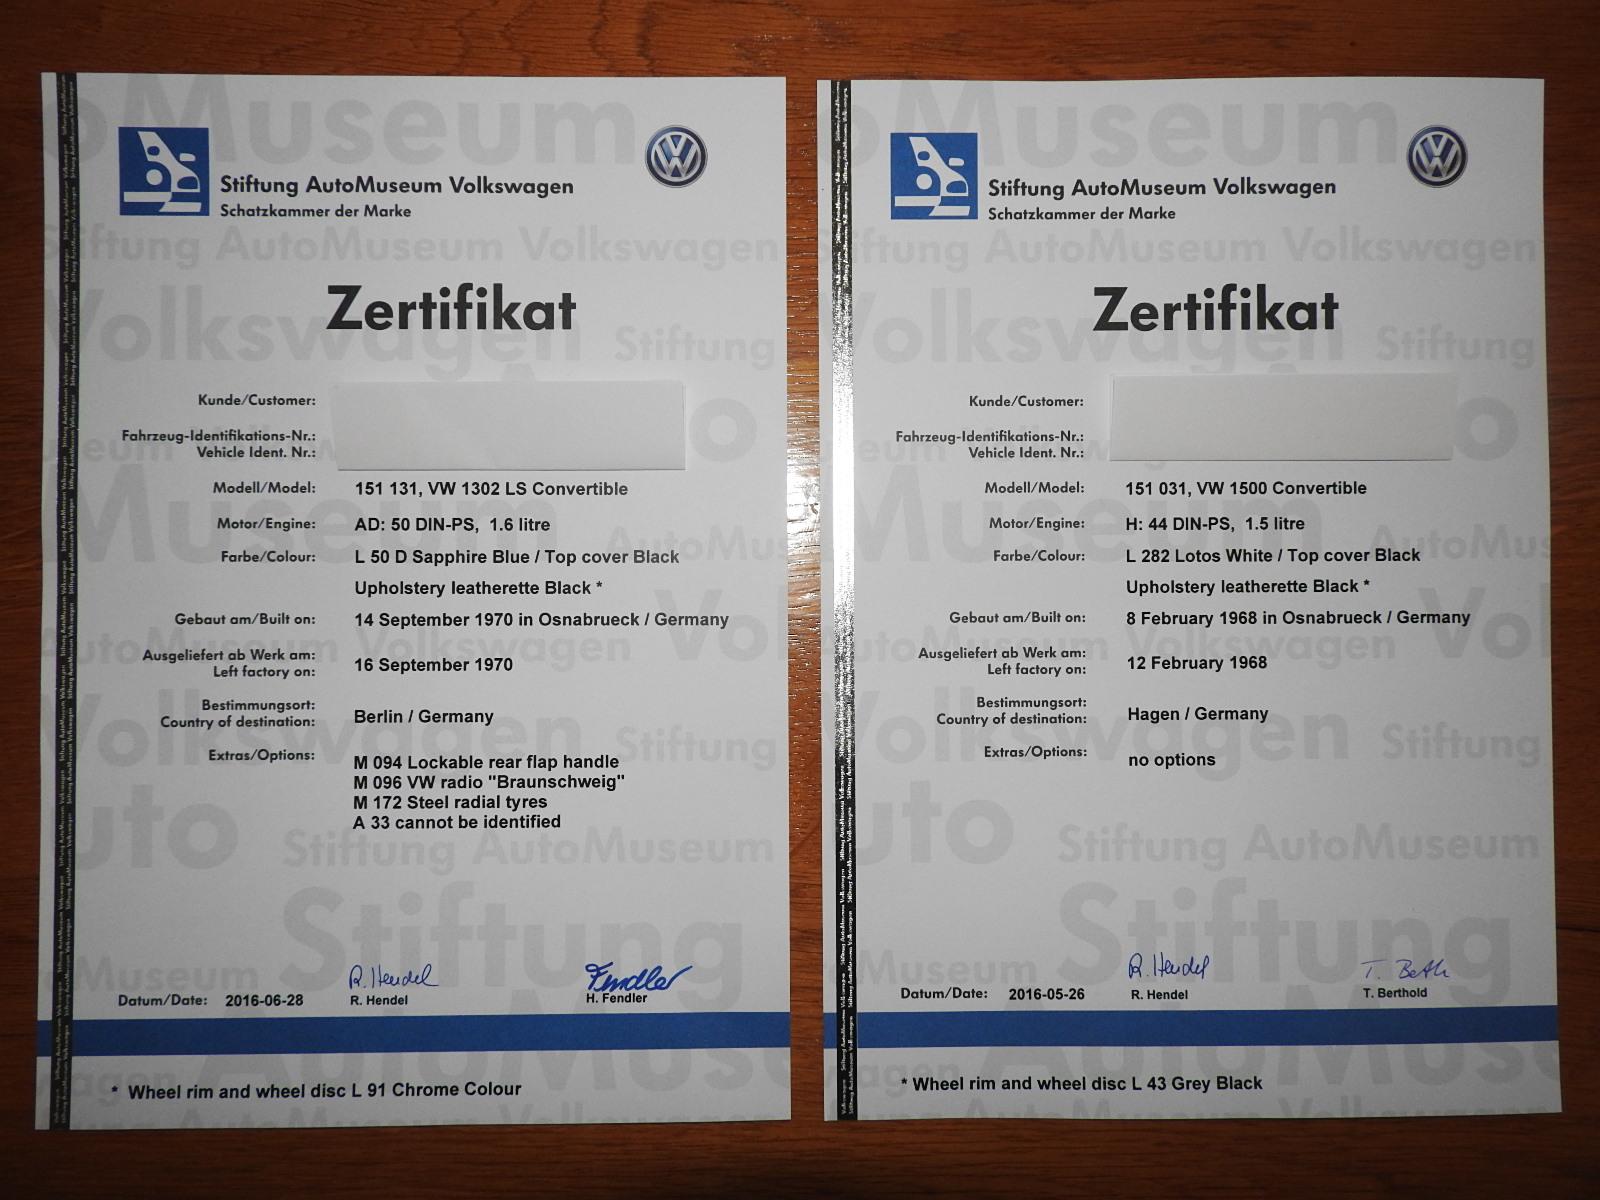 Stiftung AutoMuseum Volkswagen
Schatzkammer der Marke
Zertifikat
Kunde/Customer:
Fahrzeug-Identifikations-Nr.:
Vehicle Ident. Nr.:
Modell/Model: 151 131, VW 1302 LS Convertible
Motor/Engine: AD: 50 DIN-PS, 1.6 litre
Farbe/Colour: L 50 D Sapphire Blue / Top cover Black
Upholstery leatherette Black *
Gebaut am/Built on: 14 September 1970 in Osnabrueck / Germany
Ausgeliefert ab Werk am:
Left factory on: 16 September 1970
Bestimmungsort:
Country of destination: Berlin / Germany
Extras/Options: M 094 Lockable rear flap handle
M 096 VW radio "Braunschweig"
M 172 Steel radial tyres
A 33 cannot be identified
R. Hendel Fendler
Datum/Date: 2016-06-28 R. Hendel H. Fendler
* Wheel rim and wheel disc L 91 Chrome Colour
Stiftung AutoMuseum Volkswagen
Schatzkammer der Marke
Zertifikat
Kunde/Customer:
Fahrzeug-Identifikations-Nr.:
Vehicle Ident. Nr.:
Modell/Model: 151 031, VW 1500 Convertible
Motor/Engine: H: 44 DIN-PS, 1.5 litre
Farbe/Colour: L 282 Lotos White / Top cover Black
Upholstery leatherette Black *
Gebaut am/Built on: 8 February 1968 in Osnabrueck / Germany
Ausgeliefert ab Werk am:
Left factory on: 12 February 1968
Bestimmungsort:
Country of destination: Hagen / Germany
Extras/Options: no options
R. Hendel T. Berth
Datum/Date: 2016-05-26 R. Hendel T. Berthold
* Wheel rim and wheel disc L 43 Grey Black